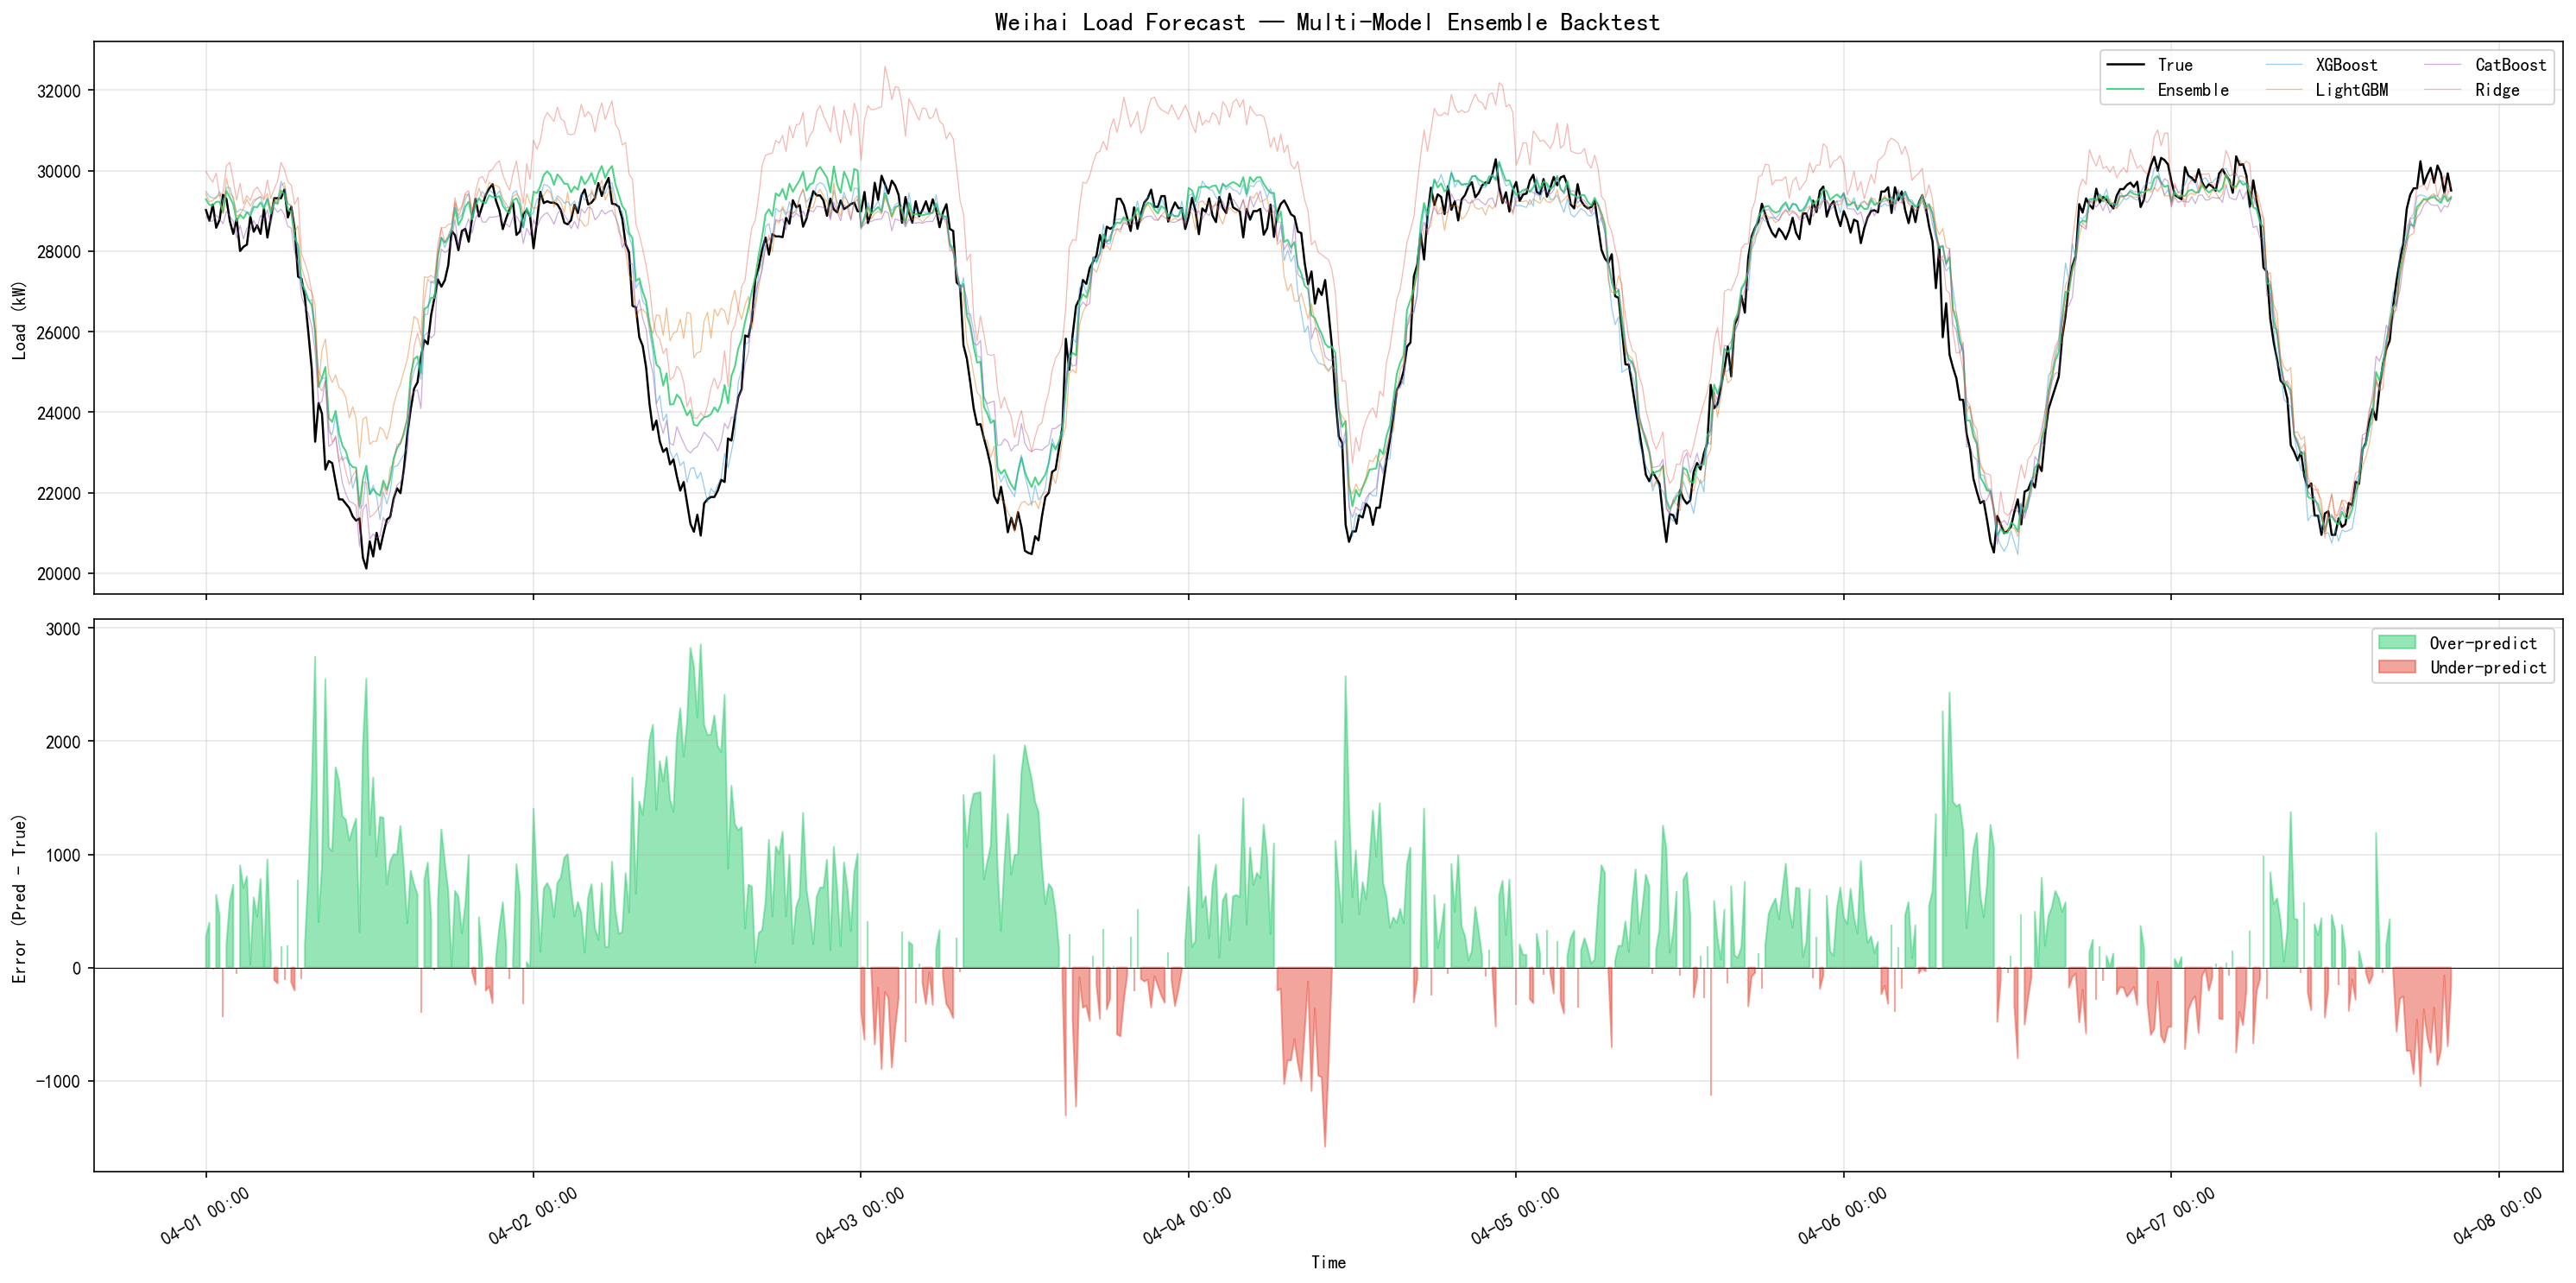 Weihai Load Forecast — Multi-Model Ensemble Backtest
True XGBoost CatBoost
Ensemble LightGBM Ridge
Load (kW)
32000
30000
28000
26000
24000
22000
20000
Over-predict
Under-predict
Error (Pred - True)
3000
2000
1000
0
-1000
04-01 00:00 04-02 00:00 04-03 00:00 04-04 00:00 04-05 00:00 04-06 00:00 04-07 00:00 04-08 00:00
Time